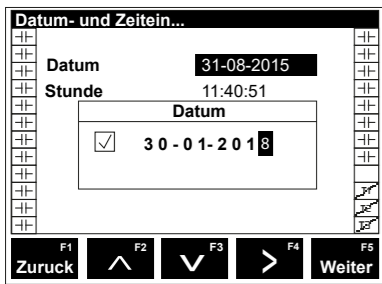 Datum- und Zeitein...
Datum 31-08-2015
Stunde 11:40:51
Datum
30-01-2018
F1 F2 F3 F4 F5
Zuruck Weiter